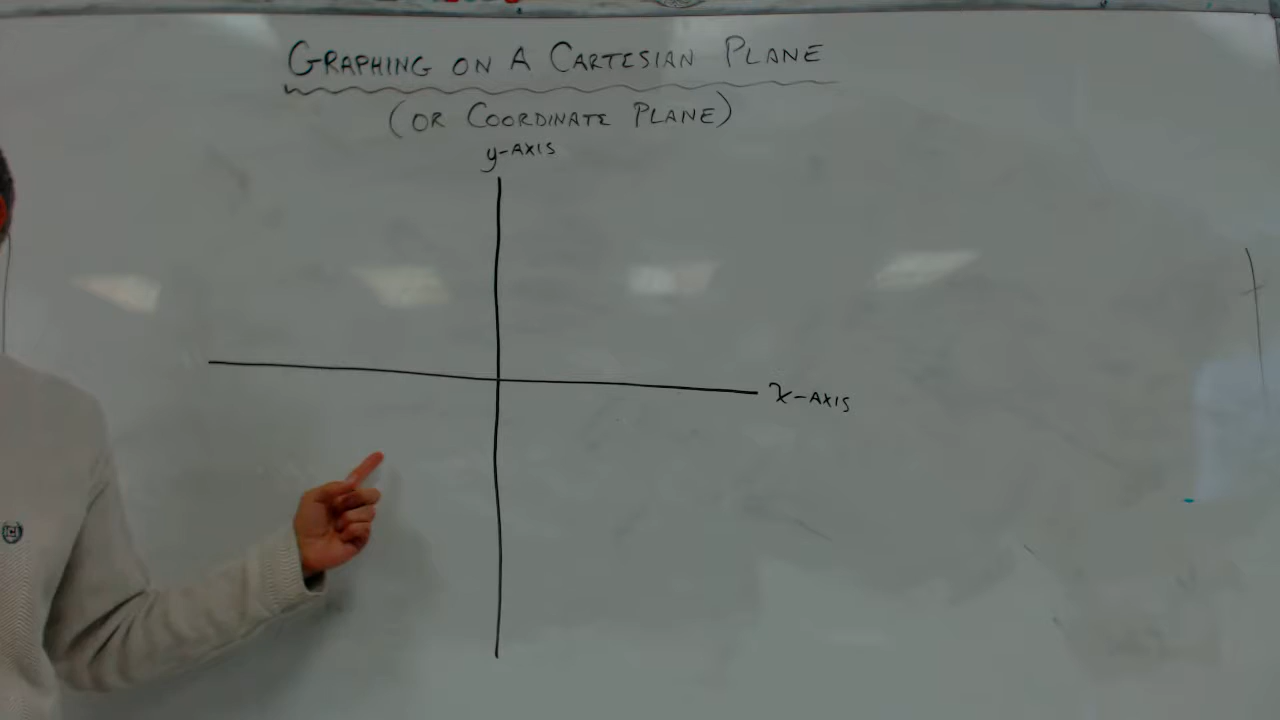 GRAPHING ON A CARTESIAN PLANE
(OR COORDINATE PLANE)
y-AXIS
x-AXIS